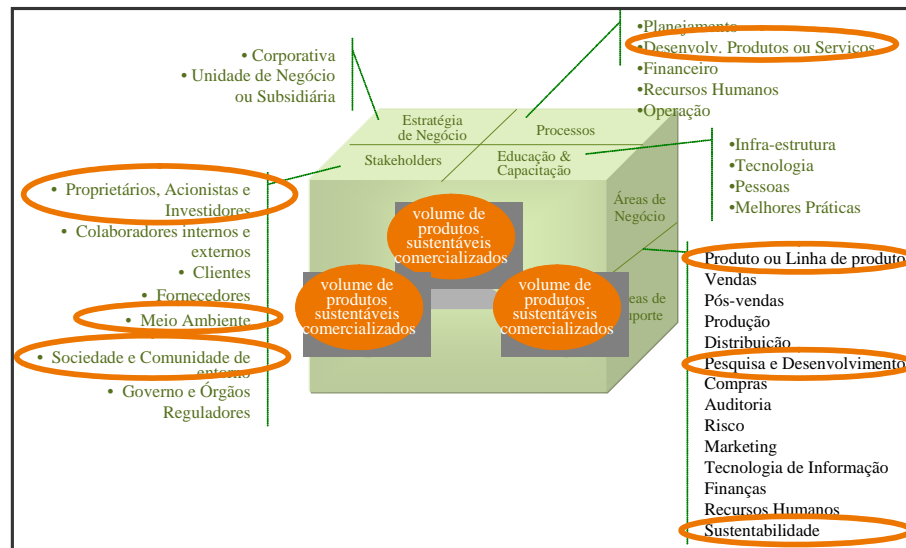 • Corporativa
• Unidade de Negócio
ou Subsidiária
•Planejamento
•Desenvolv. Produtos ou Serviços
•Financeiro
•Recursos Humanos
•Operação
Estratégia
de Negócio
Processos
Stakeholders
Educação &
Capacitação
•Infra-estrutura
•Tecnologia
•Pessoas
•Melhores Práticas
• Proprietários, Acionistas e
Investidores
• Colaboradores internos e
externos
• Clientes
• Fornecedores
• Meio Ambiente
• Sociedade e Comunidade de
entorno
• Governo e Órgãos
Reguladores
volume de
produtos
sustentáveis
comercializados
volume de
produtos
sustentáveis
comercializados
volume de
produtos
sustentáveis
comercializados
Áreas de
Negócio
reas de
uporte
Produto ou Linha de produto
Vendas
Pós-vendas
Produção
Distribuição
Pesquisa e Desenvolvimento
Compras
Auditoria
Risco
Marketing
Tecnologia de Informação
Finanças
Recursos Humanos
Sustentabilidade